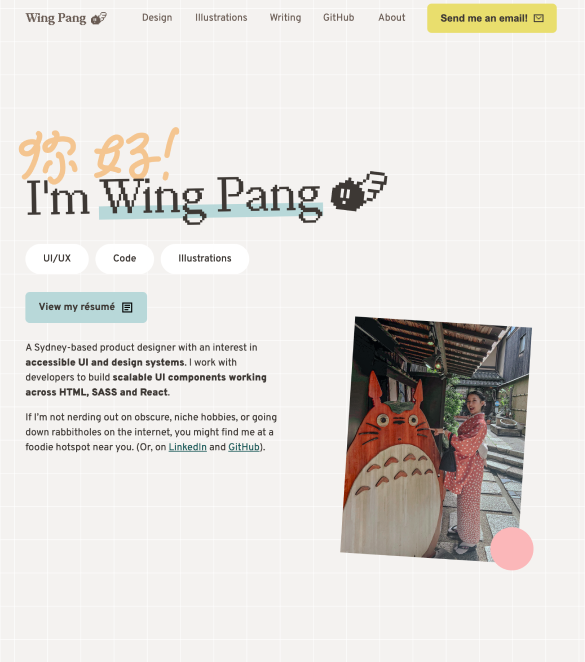 Wing Pang
Design
Illustrations
Writing
GitHub
About
Send me an email!
你好!
I'm Wing Pang
UI/UX
Code
Illustrations
View my résumé
A Sydney-based product designer with an interest in
accessible UI and design systems. I work with
developers to build scalable UI components working
across HTML, SASS and React.
If I'm not nerding out on obscure, niche hobbies, or going
down rabbitholes on the internet, you might find me at a
foodie hotspot near you. (Or, on LinkedIn and GitHub).